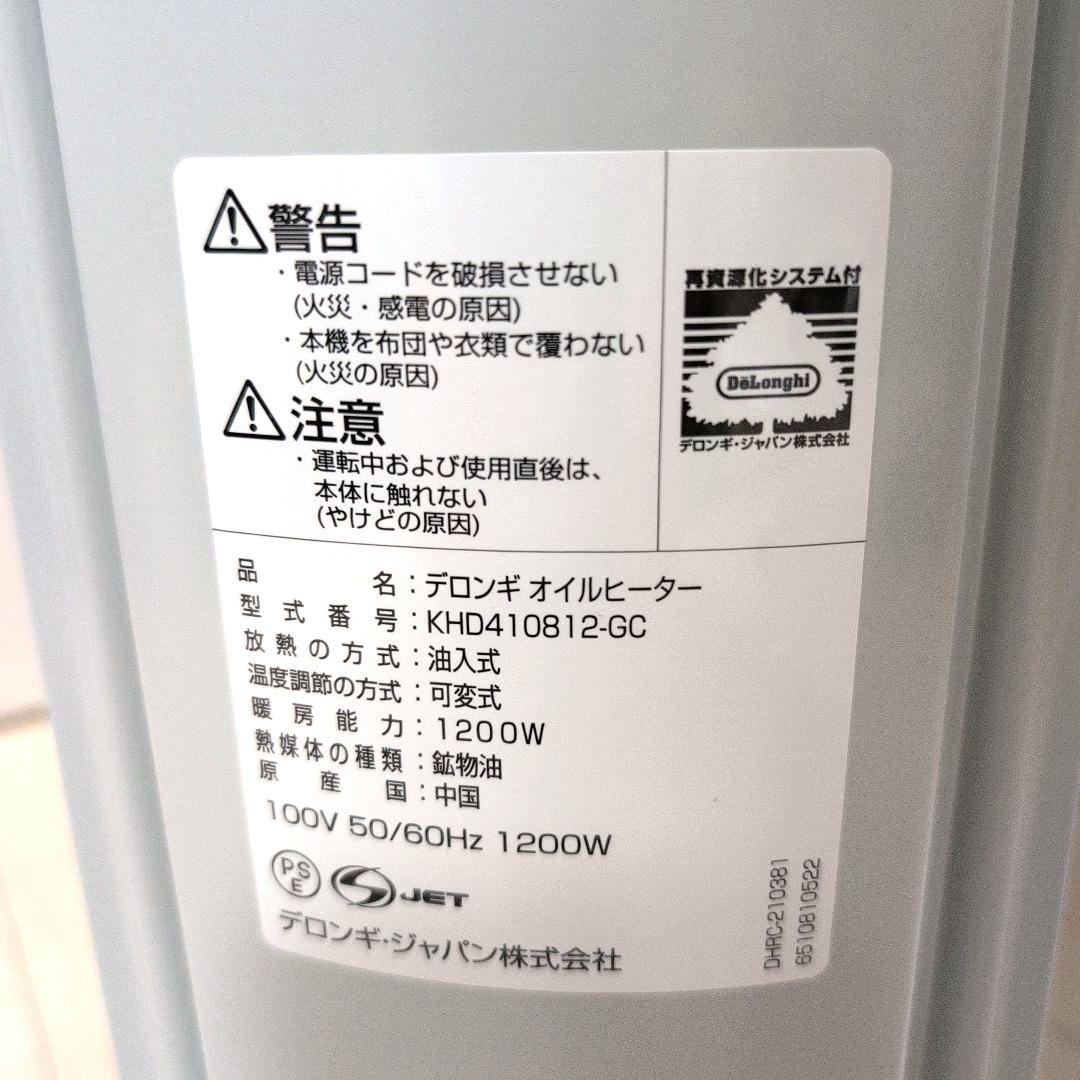 警告
・電源コードを破損させない
(火災・感電の原因)
・本機を布団や衣類で覆わない
(火災の原因)
注意
・運転中および使用直後は、
本体に触れない
(やけどの原因)
再資源化システム付
DēLonghi
デロンギ・ジャパン株式会社
品名：デロンギ オイルヒーター
型式番号：KHD410812-GC
放熱の方式：油入式
温度調節の方式：可変式
暖房能力：1200W
熱媒体の種類：鉱物油
原産国：中国
100V 50/60Hz 1200W
PS
E
JET
デロンギ・ジャパン株式会社
DHRC-210381
6510810522